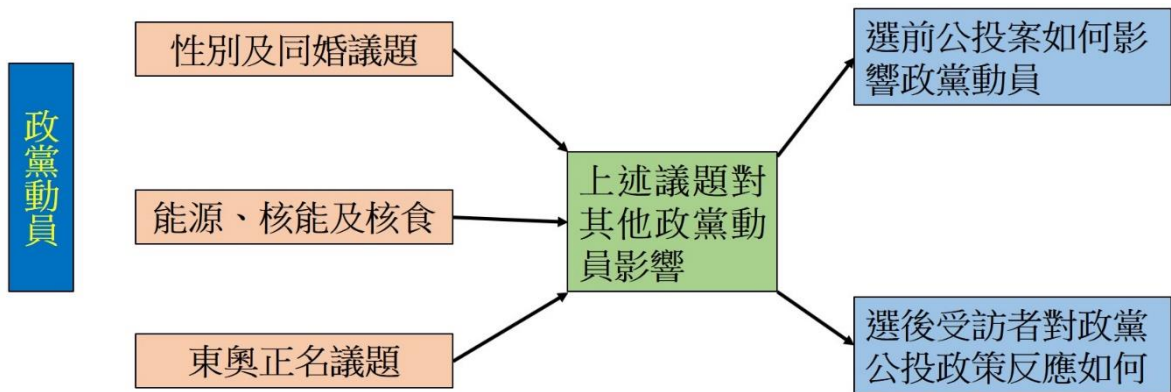 政黨動員
性別及同婚議題
能源、核能及核食
東奧正名議題
上述議題對
其他政黨動
員影響
選前公投案如何影
響政黨動員
選後受訪者對政黨
公投政策反應如何